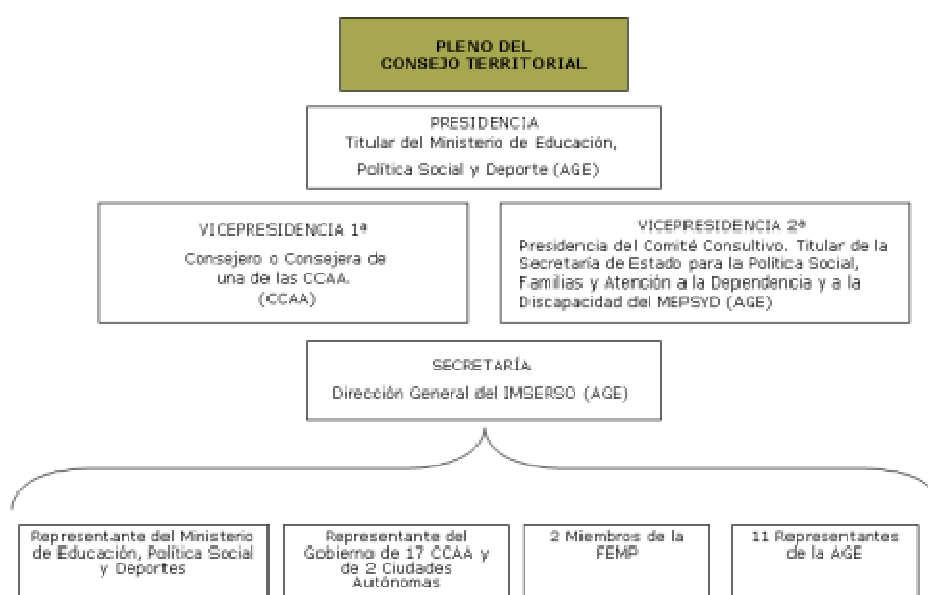 PLENO DEL
CONSEJO TERRITORIAL
PRESIDENCIA
Titular del Ministerio de Educación,
Política Social y Deporte (AGE)
VICEPRESIDENCIA 1ª
Consejero o Consejera de
una de las CCAA.
(CCAA)
VICEPRESIDENCIA 2ª
Presidencia del Comité Consultivo. Titular de la
Secretaría de Estado para la Política Social,
Familias y Atención a la Dependencia y a la
Discapacidad del MEPSYD (AGE)
SECRETARÍA
Dirección General del IMSERSO (AGE)
Representante del Ministerio
de Educación, Política Social
y Deportes
Representante del
Gobierno de 17 CCAA y
de 2 Ciudades
Autónomas
2 Miembros de la
FEMP
11 Representantes
de la AGE